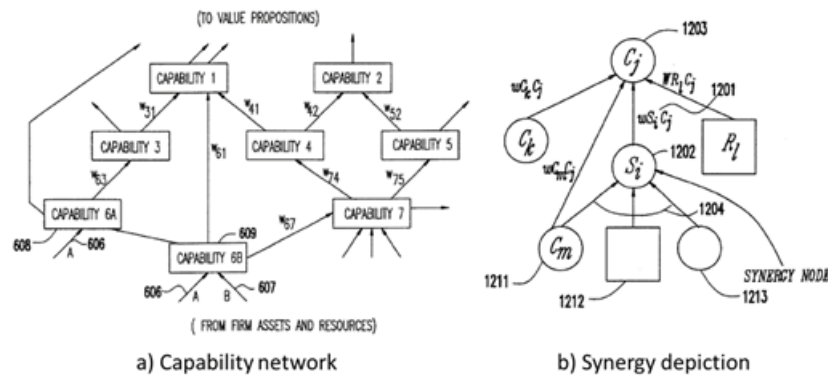 (TO VALUE PROPOSITIONS)
CAPABILITY 1
CAPABILITY 2
W31
W41
W42
W52
CAPABILITY 3
W61
CAPABILITY 4
CAPABILITY 5
W63
W74
W75
CAPABILITY 6A
CAPABILITY 7
608
606
A
609
W67
CAPABILITY 6B
606
A
B
607
( FROM FIRM ASSETS AND RESOURCES)
a) Capability network
1203
Cj
wCkCj
WRlCj
1201
wSiCj
Ck
Rl
1202
wCmCj
Si
1204
Cm
1211
1212
1213
SYNERGY NODE
b) Synergy depiction